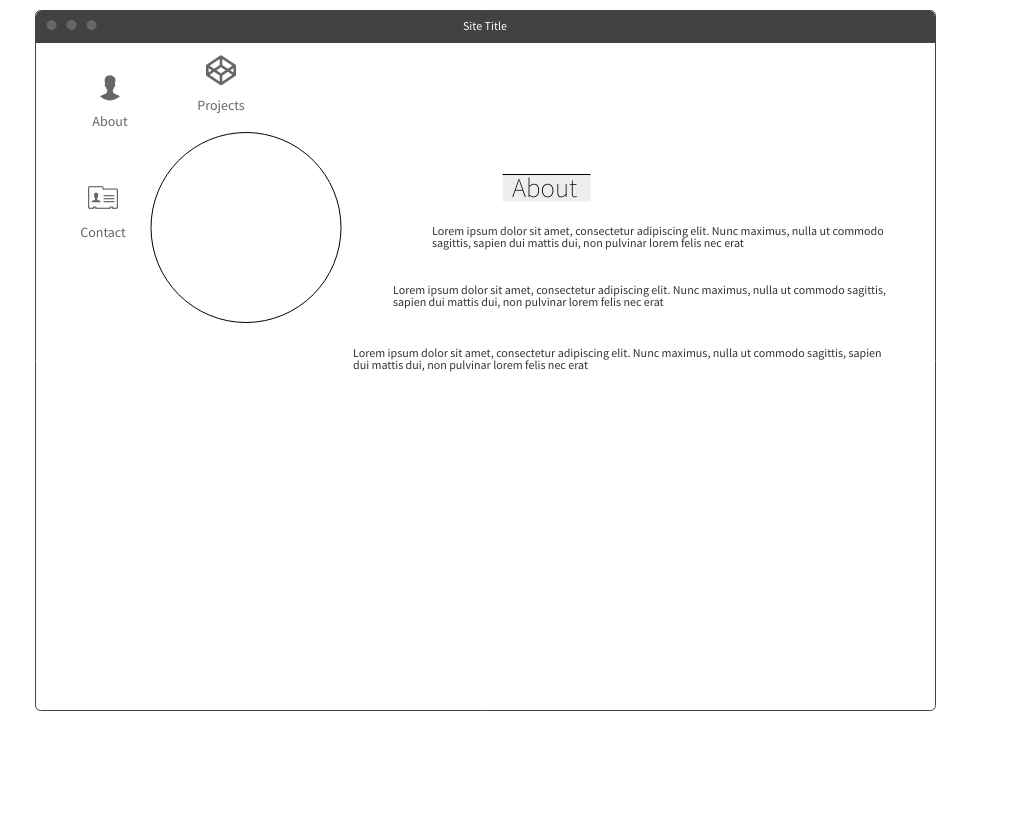 Site Title
Projects
About
Contact
About
Lorem ipsum dolor sit amet, consectetur adipiscing elit. Nunc maximus, nulla ut commodo
sagittis, sapien dui mattis dui, non pulvinar lorem felis nec erat
Lorem ipsum dolor sit amet, consectetur adipiscing elit. Nunc maximus, nulla ut commodo sagittis,
sapien dui mattis dui, non pulvinar lorem felis nec erat
Lorem ipsum dolor sit amet, consectetur adipiscing elit. Nunc maximus, nulla ut commodo sagittis, sapien
dui mattis dui, non pulvinar lorem felis nec erat